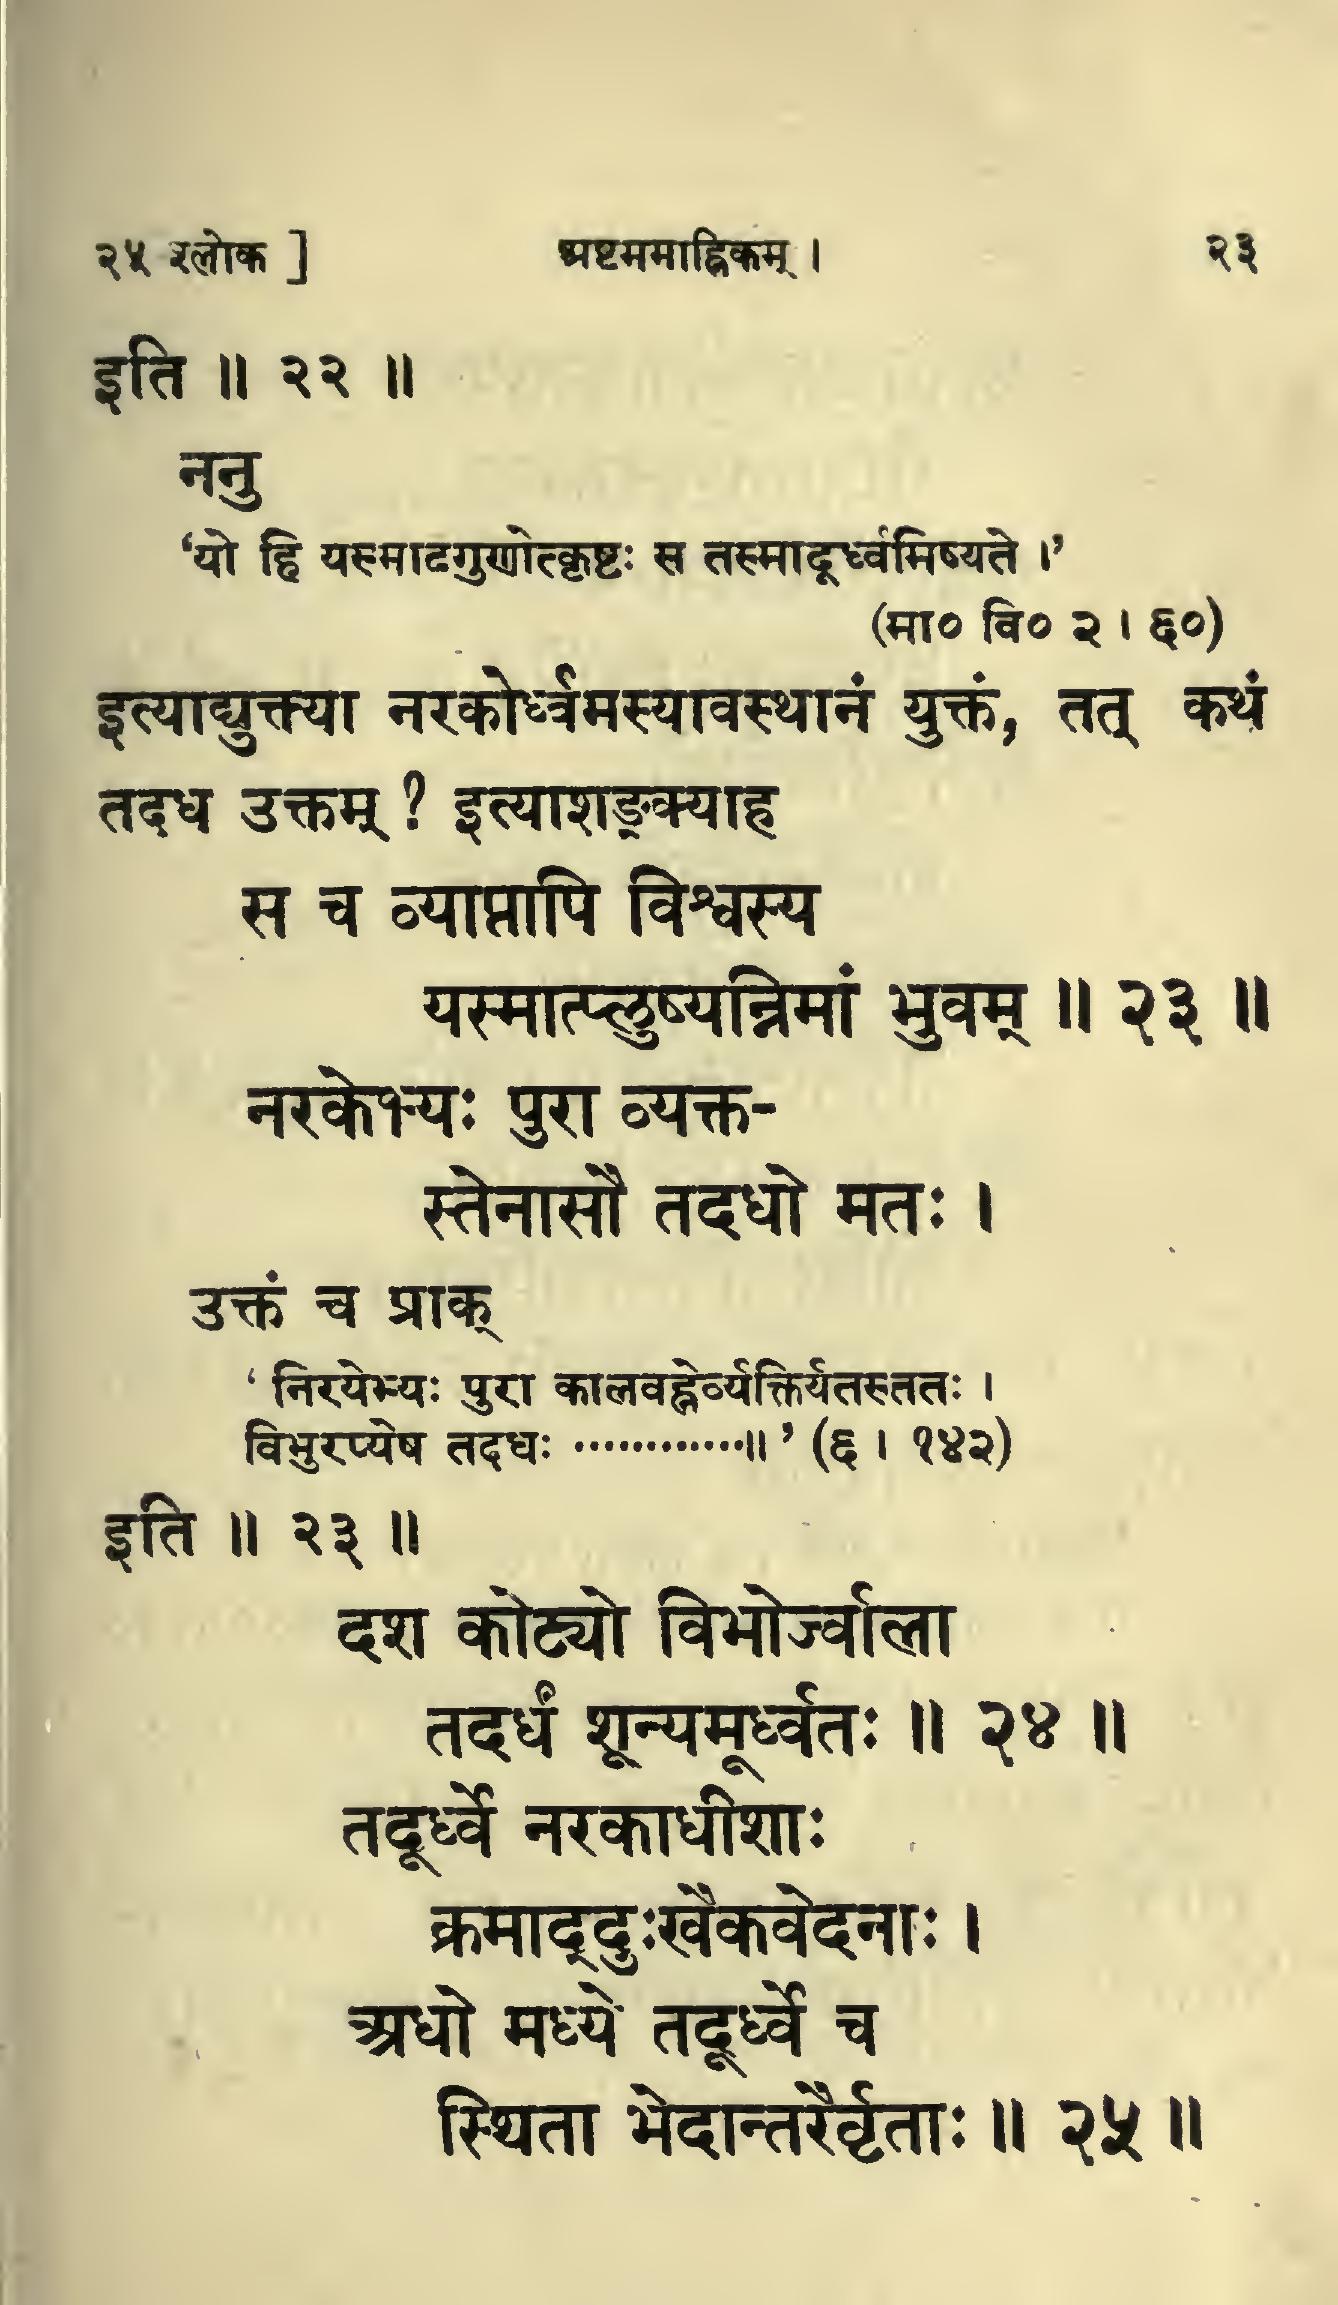 २५ श्लोक ]	अष्टममाह्निकम् ।	२३
इति ॥ २२ ॥
ननु
‘यो हि यस्माद्गुणोत्कृष्टः स तस्मादूर्ध्वमिष्यते ।’
(मा० वि० २ । ६०)
इत्याद्युक्त्या नरकोर्ध्वमस्यावस्थानं युक्तं, तत् कथं
तदध उक्तम् ? इत्याशङ्क्याह
स च व्याप्तापि विश्वस्य
यस्मात्प्लुष्यन्निमां भुवम् ॥ २३ ॥
नरकेभ्यः पुरा व्यक्त-
स्तेनासौ तदधो मतः ।
उक्तं च प्राक्
‘निरयेभ्यः पुरा कालवह्नेर्व्यक्तिर्यतस्ततः ।
विभुरप्येष तदधः ············॥’ (६ । १४२)
इति ॥ २३ ॥
दश कोट्यो विभोर्ज्वाला
तदर्धं शून्यमूर्ध्वतः ॥ २४ ॥
तदूर्ध्वे नरकाधीशाः
क्रमाद्दुःखैकवेदनाः ।
अधो मध्ये तदूर्ध्वे च
स्थिता भेदान्तरैर्वृताः ॥ २५ ॥